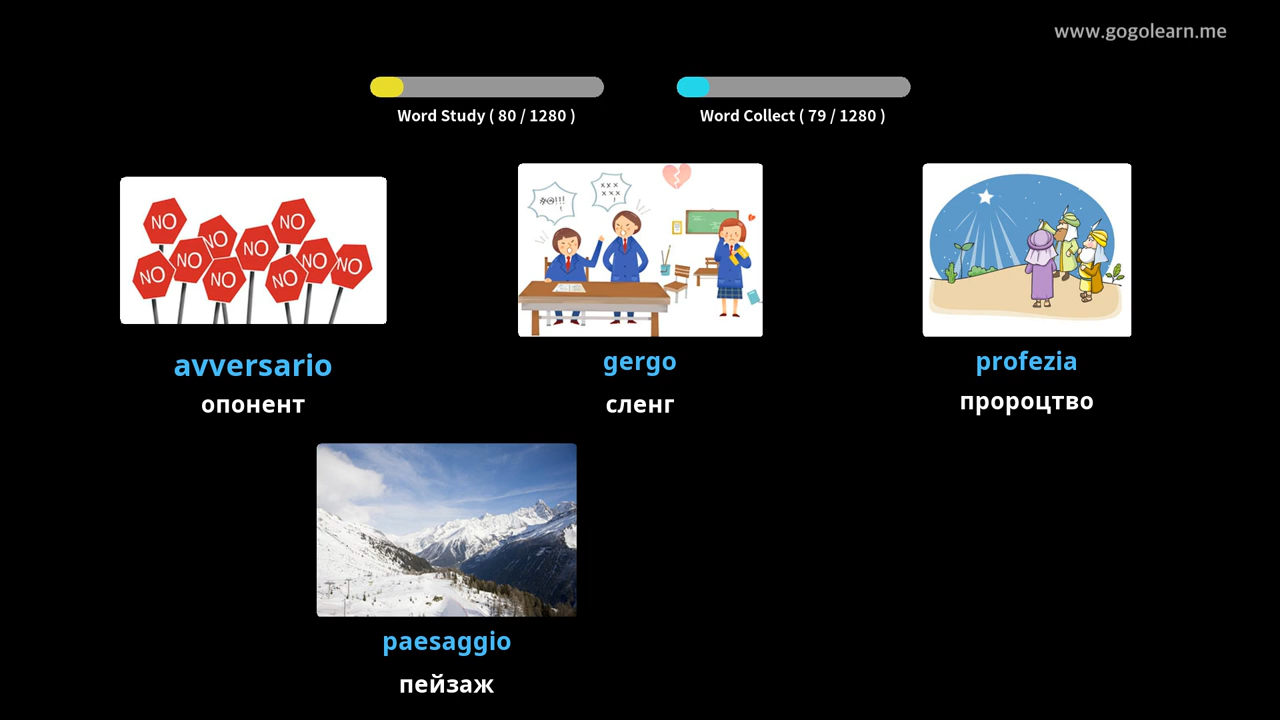 www.gogolearn.me
Word Study ( 80 / 1280 )
Word Collect ( 79 / 1280 )
NO
NO
NO
NO
NO
NO
NO
NO
NO
NO
#@!!!
!
x x x
x x x
!
avversario
опонент
gergo
сленг
profezia
пророцтво
paesaggio
пейзаж